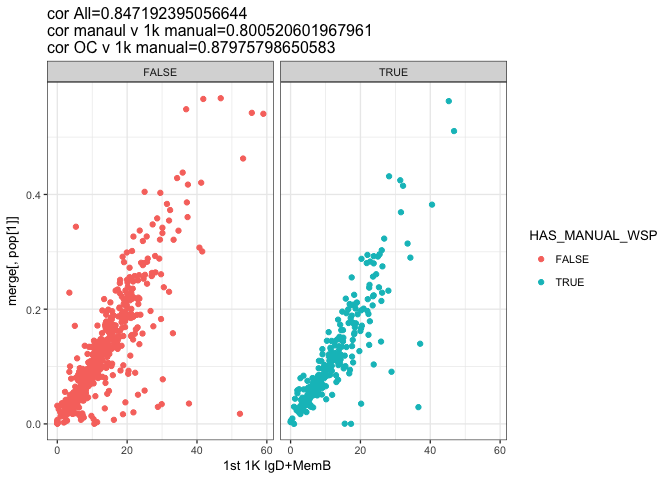 cor All=0.847192395056644
cor manaul v 1k manual=0.800520601967961
cor OC v 1k manual=0.87975798650583
FALSE
TRUE
0.4
0.2
0.0
merge[, pop[1]]
0
20
40
60
0
20
40
60
1st 1K IgD+MemB
HAS_MANUAL_WSP
FALSE
TRUE